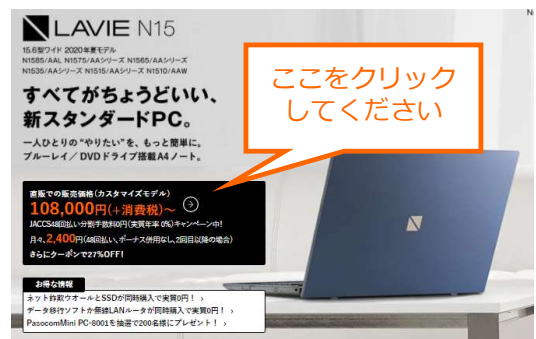 LAVIE N15
15.6型ワイド 2020年夏モデル
N1585/AAL N1575/AAシリーズ N1565/AAシリーズ
N1535/AAシリーズ N1515/AAシリーズ N1510/AAW
すべてがちょうどいい、
新スタンダードPC。
一人ひとりの“やりたい”を、もっと簡単に。
ブルーレイ/DVDドライブ搭載A4ノート。
ここをクリック
してください
直販での販売価格(カスタマイズモデル)
108,000円(+消費税)~
JACCS48回払い分割手数料0円(実質年率 0%)キャンペーン中!
月々2,400円(48回払い、ボーナス併用なし、2回目以降の場合)
さらにクーポンで27%OFF!
お得な情報
ネット詐欺ウオールとSSDが同時購入で実質0円! ›
データ移行ソフトか無線LANルータが同時購入で実質0円! ›
PasocomMini PC-8001を抽選で200名様にプレゼント! ›